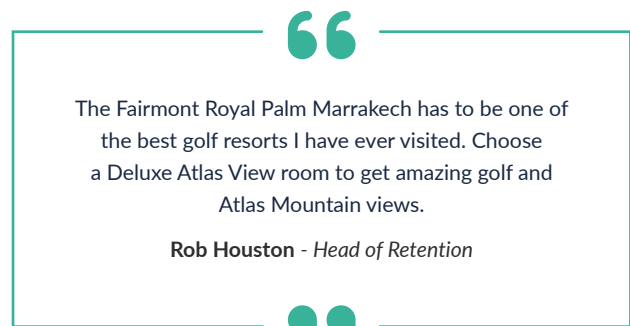 The Fairmont Royal Palm Marrakech has to be one of
the best golf resorts I have ever visited. Choose
a Deluxe Atlas View room to get amazing golf and
Atlas Mountain views.
Rob Houston - Head of Retention